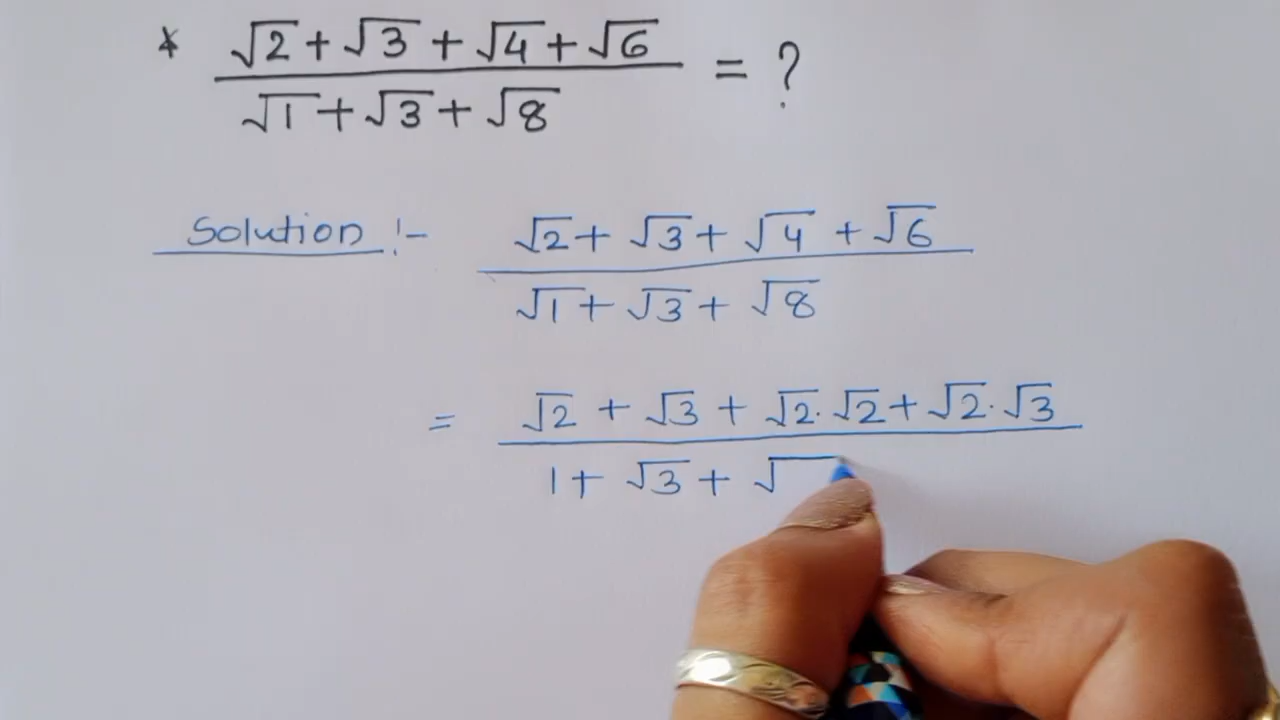 * (√2 + √3 + √4 + √6) / (√1 + √3 + √8) = ?
Solution :- (√2 + √3 + √4 + √6) / (√1 + √3 + √8)
= (√2 + √3 + √2·√2 + √2·√3) / (1 + √3 + √